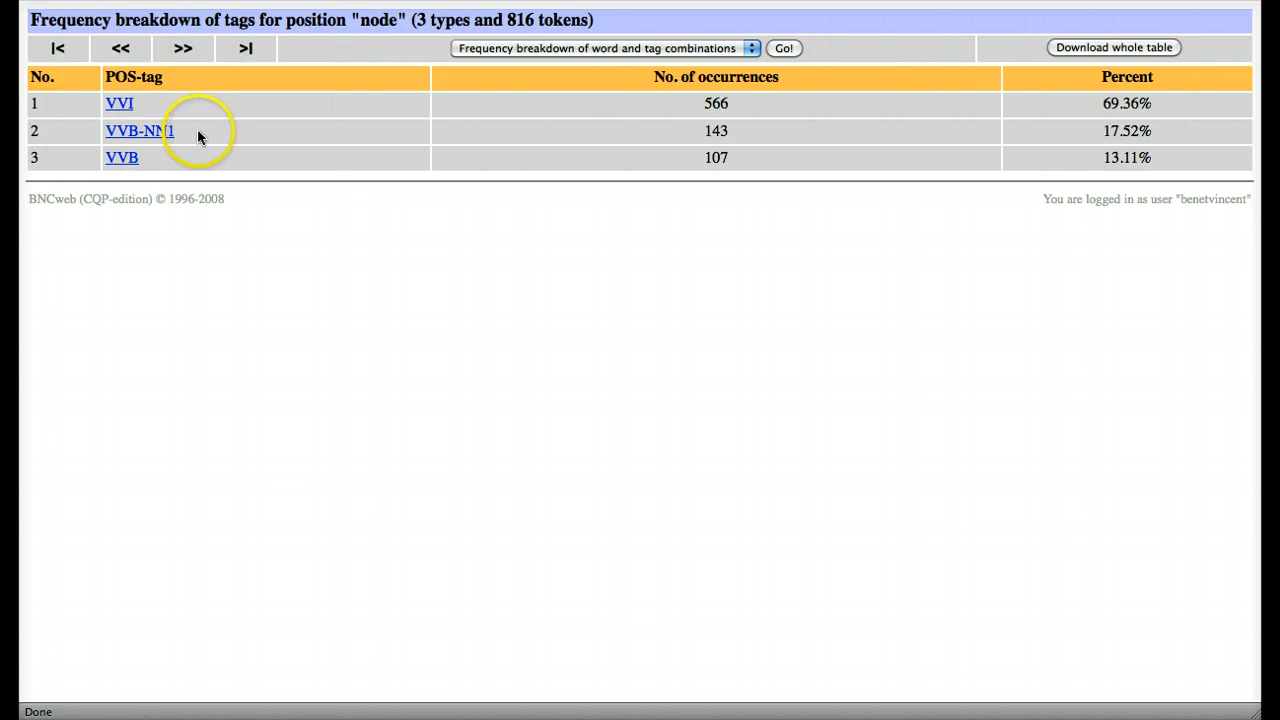 Frequency breakdown of tags for position "node" (3 types and 816 tokens)
|< << >> >| Frequency breakdown of word and tag combinations Go! Download whole table
No. POS-tag No. of occurrences Percent
1 VVI 566 69.36%
2 VVB-NN1 143 17.52%
3 VVB 107 13.11%
BNCweb (CQP-edition) © 1996-2008 You are logged in as user "benetvincent"
Done